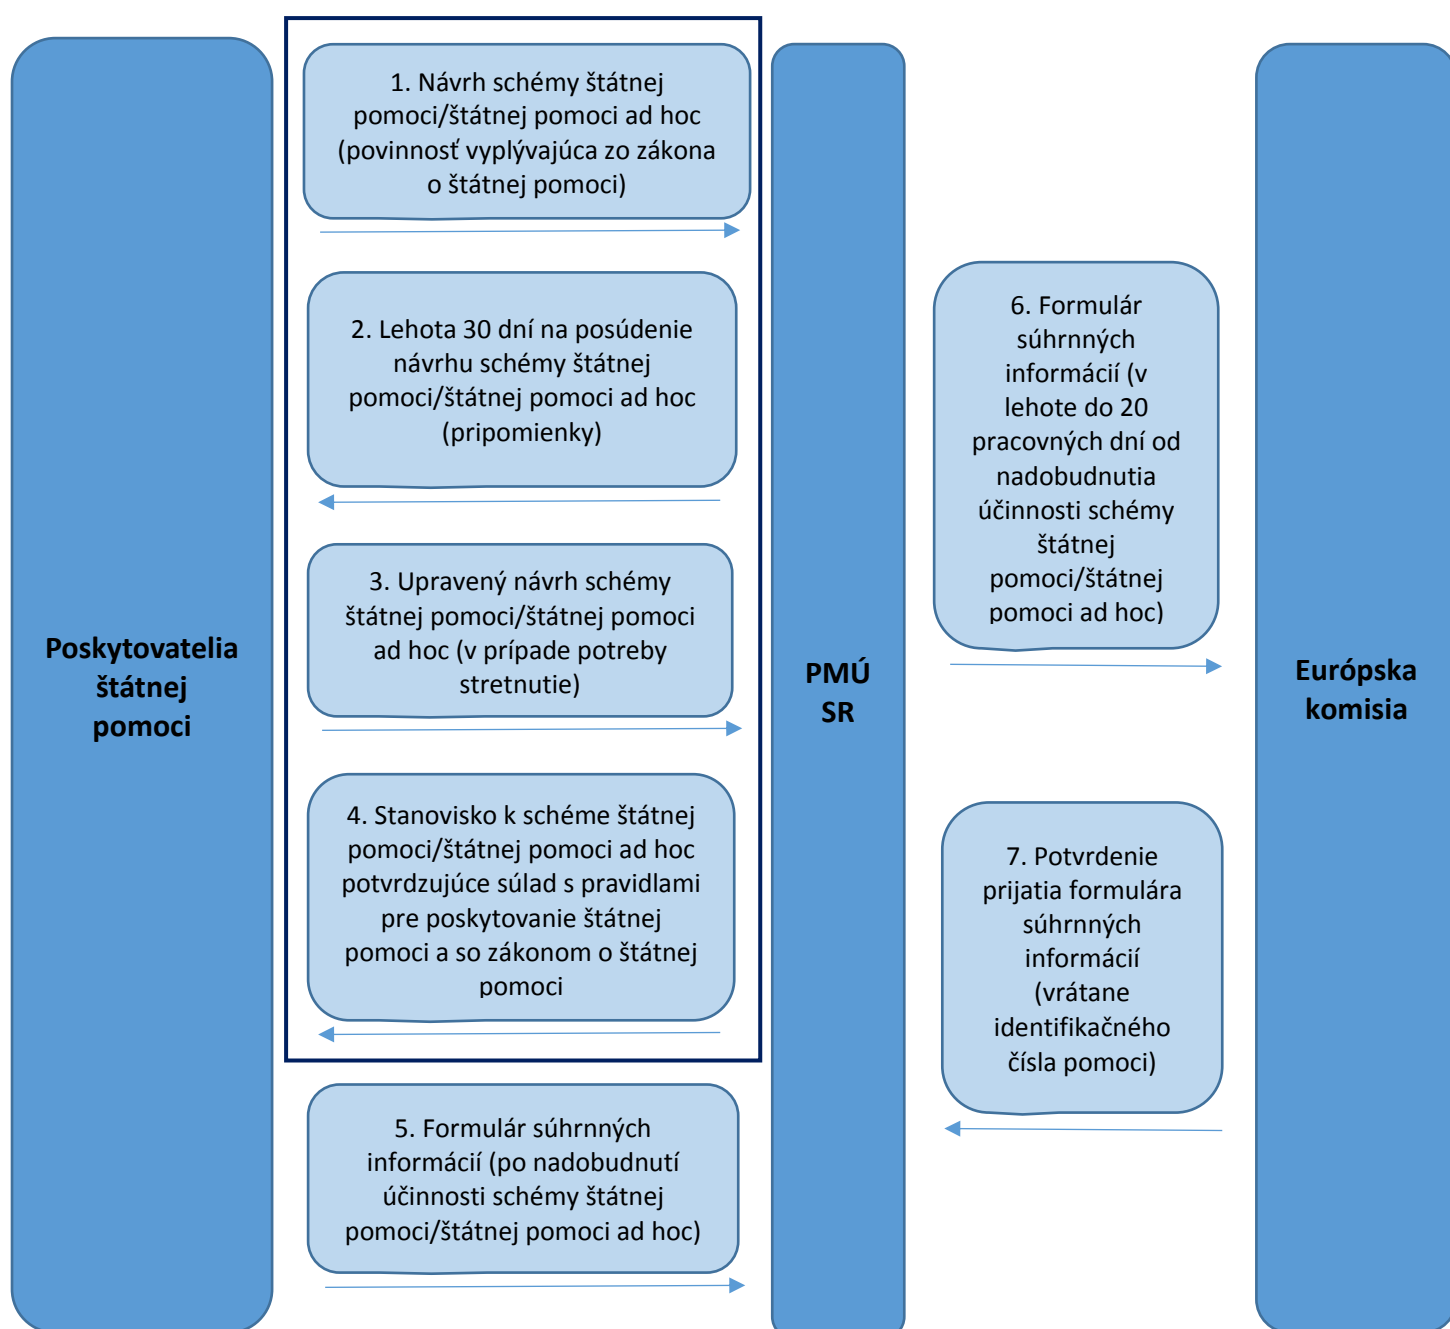 Poskytovatelia
štátnej
pomoci
1. Návrh schémy štátnej
pomoci/štátnej pomoci ad hoc
(povinnosť vyplývajúca zo zákona
o štátnej pomoci)
2. Lehota 30 dní na posúdenie
návrhu schémy štátnej
pomoci/štátnej pomoci ad hoc
(pripomienky)
3. Upravený návrh schémy
štátnej pomoci/štátnej pomoci
ad hoc (v prípade potreby
stretnutie)
4. Stanovisko k schéme štátnej
pomoci/štátnej pomoci ad hoc
potvrdzujúce súlad s pravidlami
pre poskytovanie štátnej
pomoci a so zákonom o štátnej
pomoci
5. Formulár súhrnných
informácií (po nadobudnutí
účinnosti schémy štátnej
pomoci/štátnej pomoci ad hoc)
PMÚ
SR
6. Formulár
súhrnných
informácií (v
lehote do 20
pracovných dní od
nadobudnutia
účinnosti schémy
štátnej
pomoci/štátnej
pomoci ad hoc)
7. Potvrdenie
prijatia formulára
súhrnných
informácií
(vrátane
identifikačného
čísla pomoci)
Európska
komisia